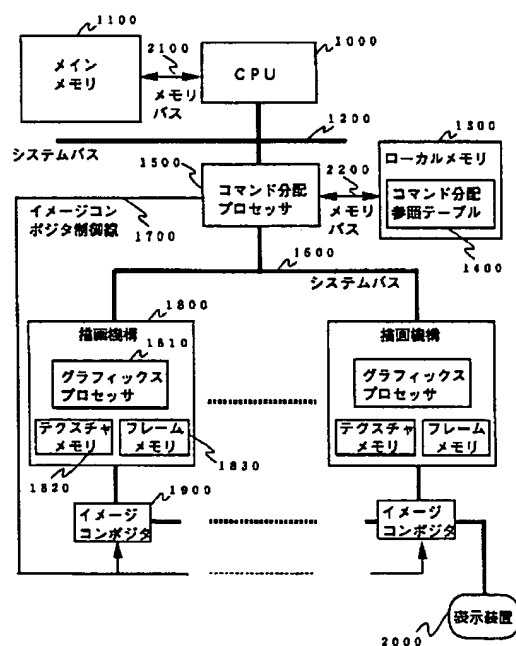 1100
メイン
メモリ
2100
メモリ
バス
1000
CPU
1200
システムバス
1500
コマンド分配
プロセッサ
2200
メモリ
バス
1300
ローカルメモリ
コマンド分配
参照テーブル
1400
イメージコン
ポジタ制御線
1700
1600
システムバス
1800
描画機構
1810
グラフィックス
プロセッサ
テクスチャ
メモリ
フレーム
メモリ
1820
1830
描画機構
グラフィックス
プロセッサ
テクスチャ
メモリ
フレーム
メモリ
1900
イメージ
コンポジタ
イメージ
コンポジタ
表示装置
2000